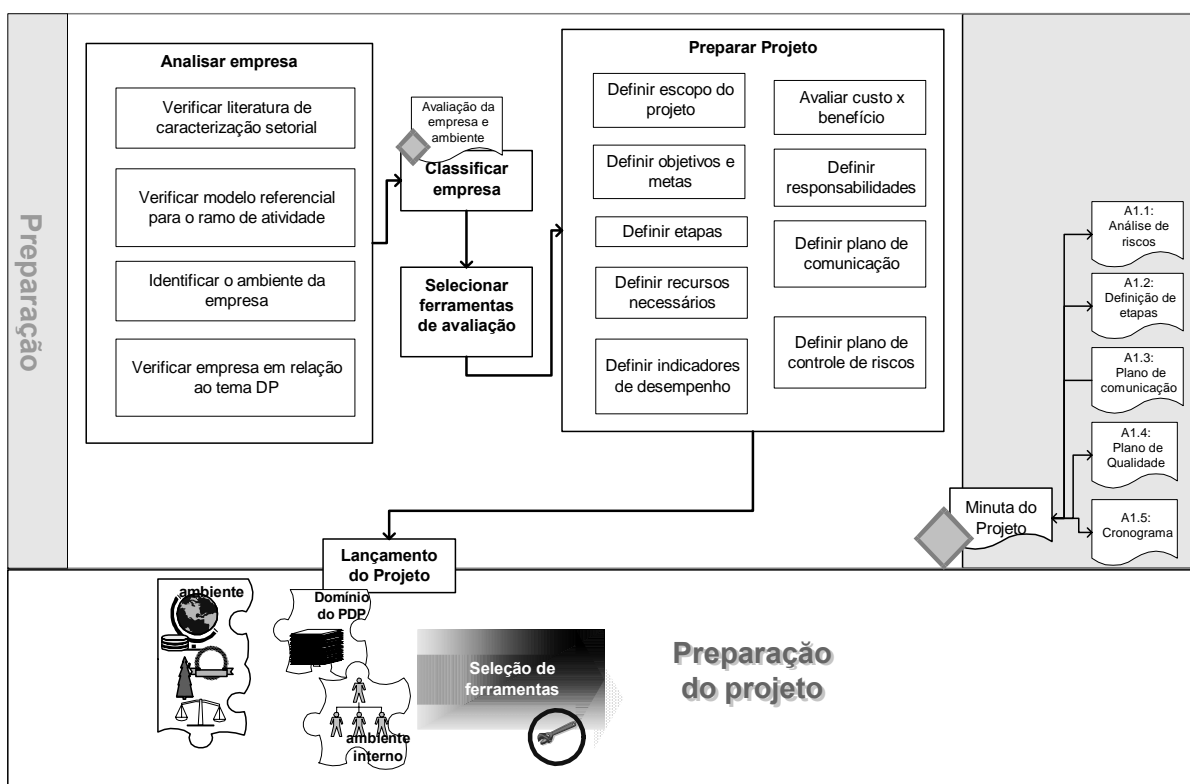 Preparação
Analisar empresa
Verificar literatura de
caracterização setorial
Verificar modelo referencial
para o ramo de atividade
Identificar o ambiente da
empresa
Verificar empresa em relação
ao tema DP
Avaliação da
empresa e
ambiente
Classificar
empresa
Selecionar
ferramentas
de avaliação
Preparar Projeto
Definir escopo do
projeto
Definir objetivos e
metas
Definir etapas
Definir recursos
necessários
Definir indicadores
de desempenho
Avaliar custo x
benefício
Definir
responsabilidades
Definir plano de
comunicação
Definir plano de
controle de riscos
A1.1:
Análise de
riscos
A1.2:
Definição de
etapas
A1.3:
Plano de
comunicação
A1.4:
Plano de
Qualidade
A1.5:
Cronograma
Minuta do
Projeto
Lançamento
do Projeto
ambiente
Domínio
do PDP
ambiente
interno
Seleção de
ferramentas
Preparação
do projeto